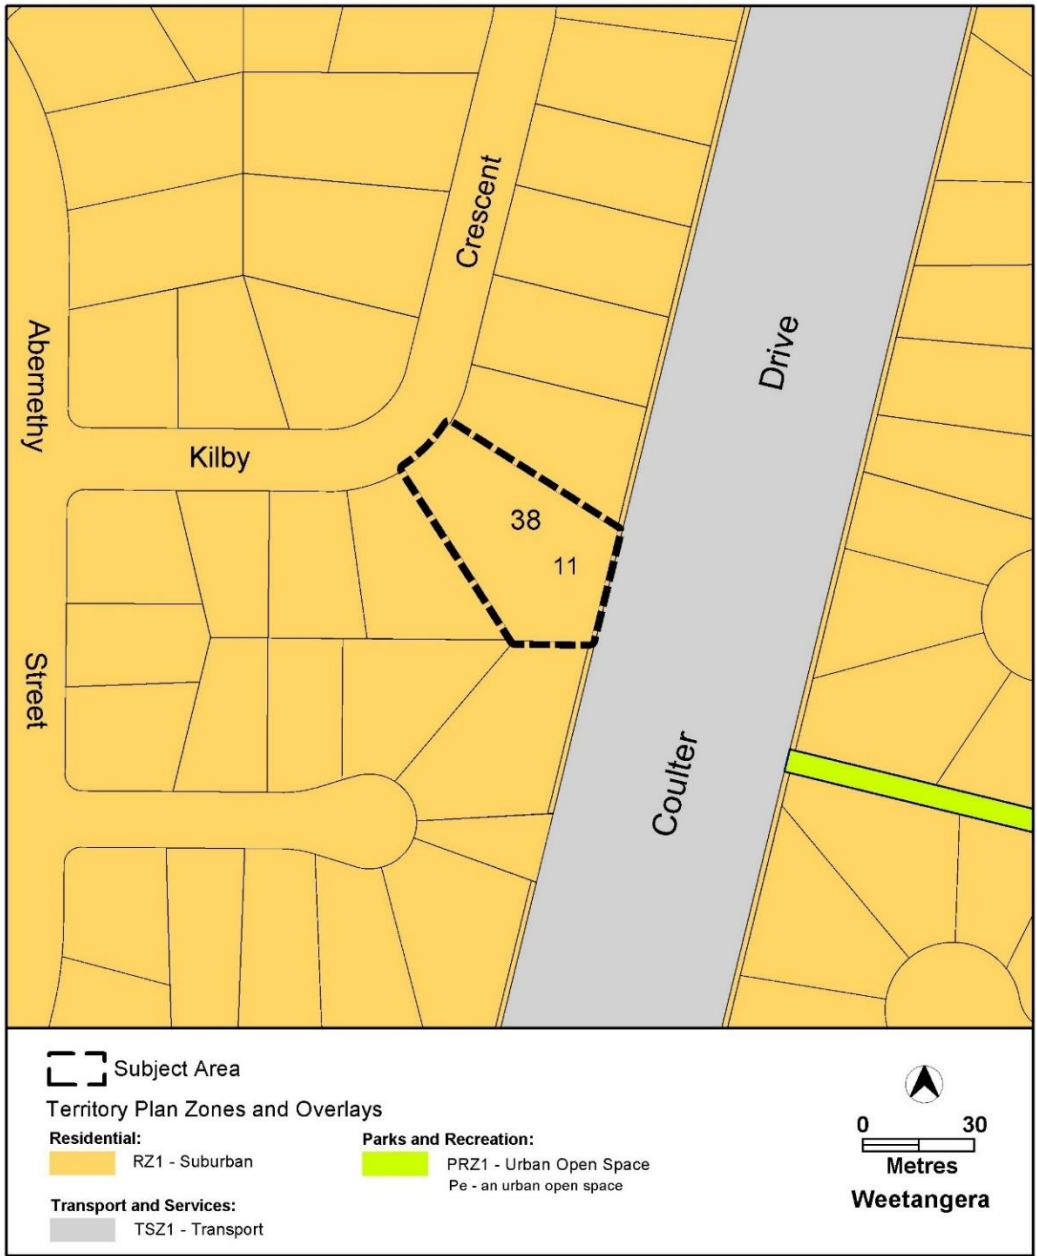 Crescent
Drive
Abernethy
Kilby
38
11
Street
Coulter
Subject Area
Territory Plan Zones and Overlays
Residential:
RZ1 - Suburban
Transport and Services:
TSZ1 - Transport
Parks and Recreation:
PRZ1 - Urban Open Space
Pe - an urban open space
0 30
Metres
Weetangera